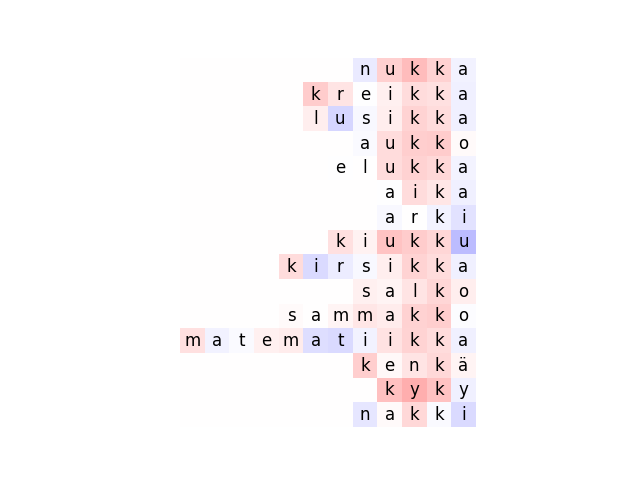 nukka
kreikka
lusikka
aukko
elukka
aika
arki
kiukku
kirsikka
salko
sammakko
matematiikka
kenkä
kyky
nakki